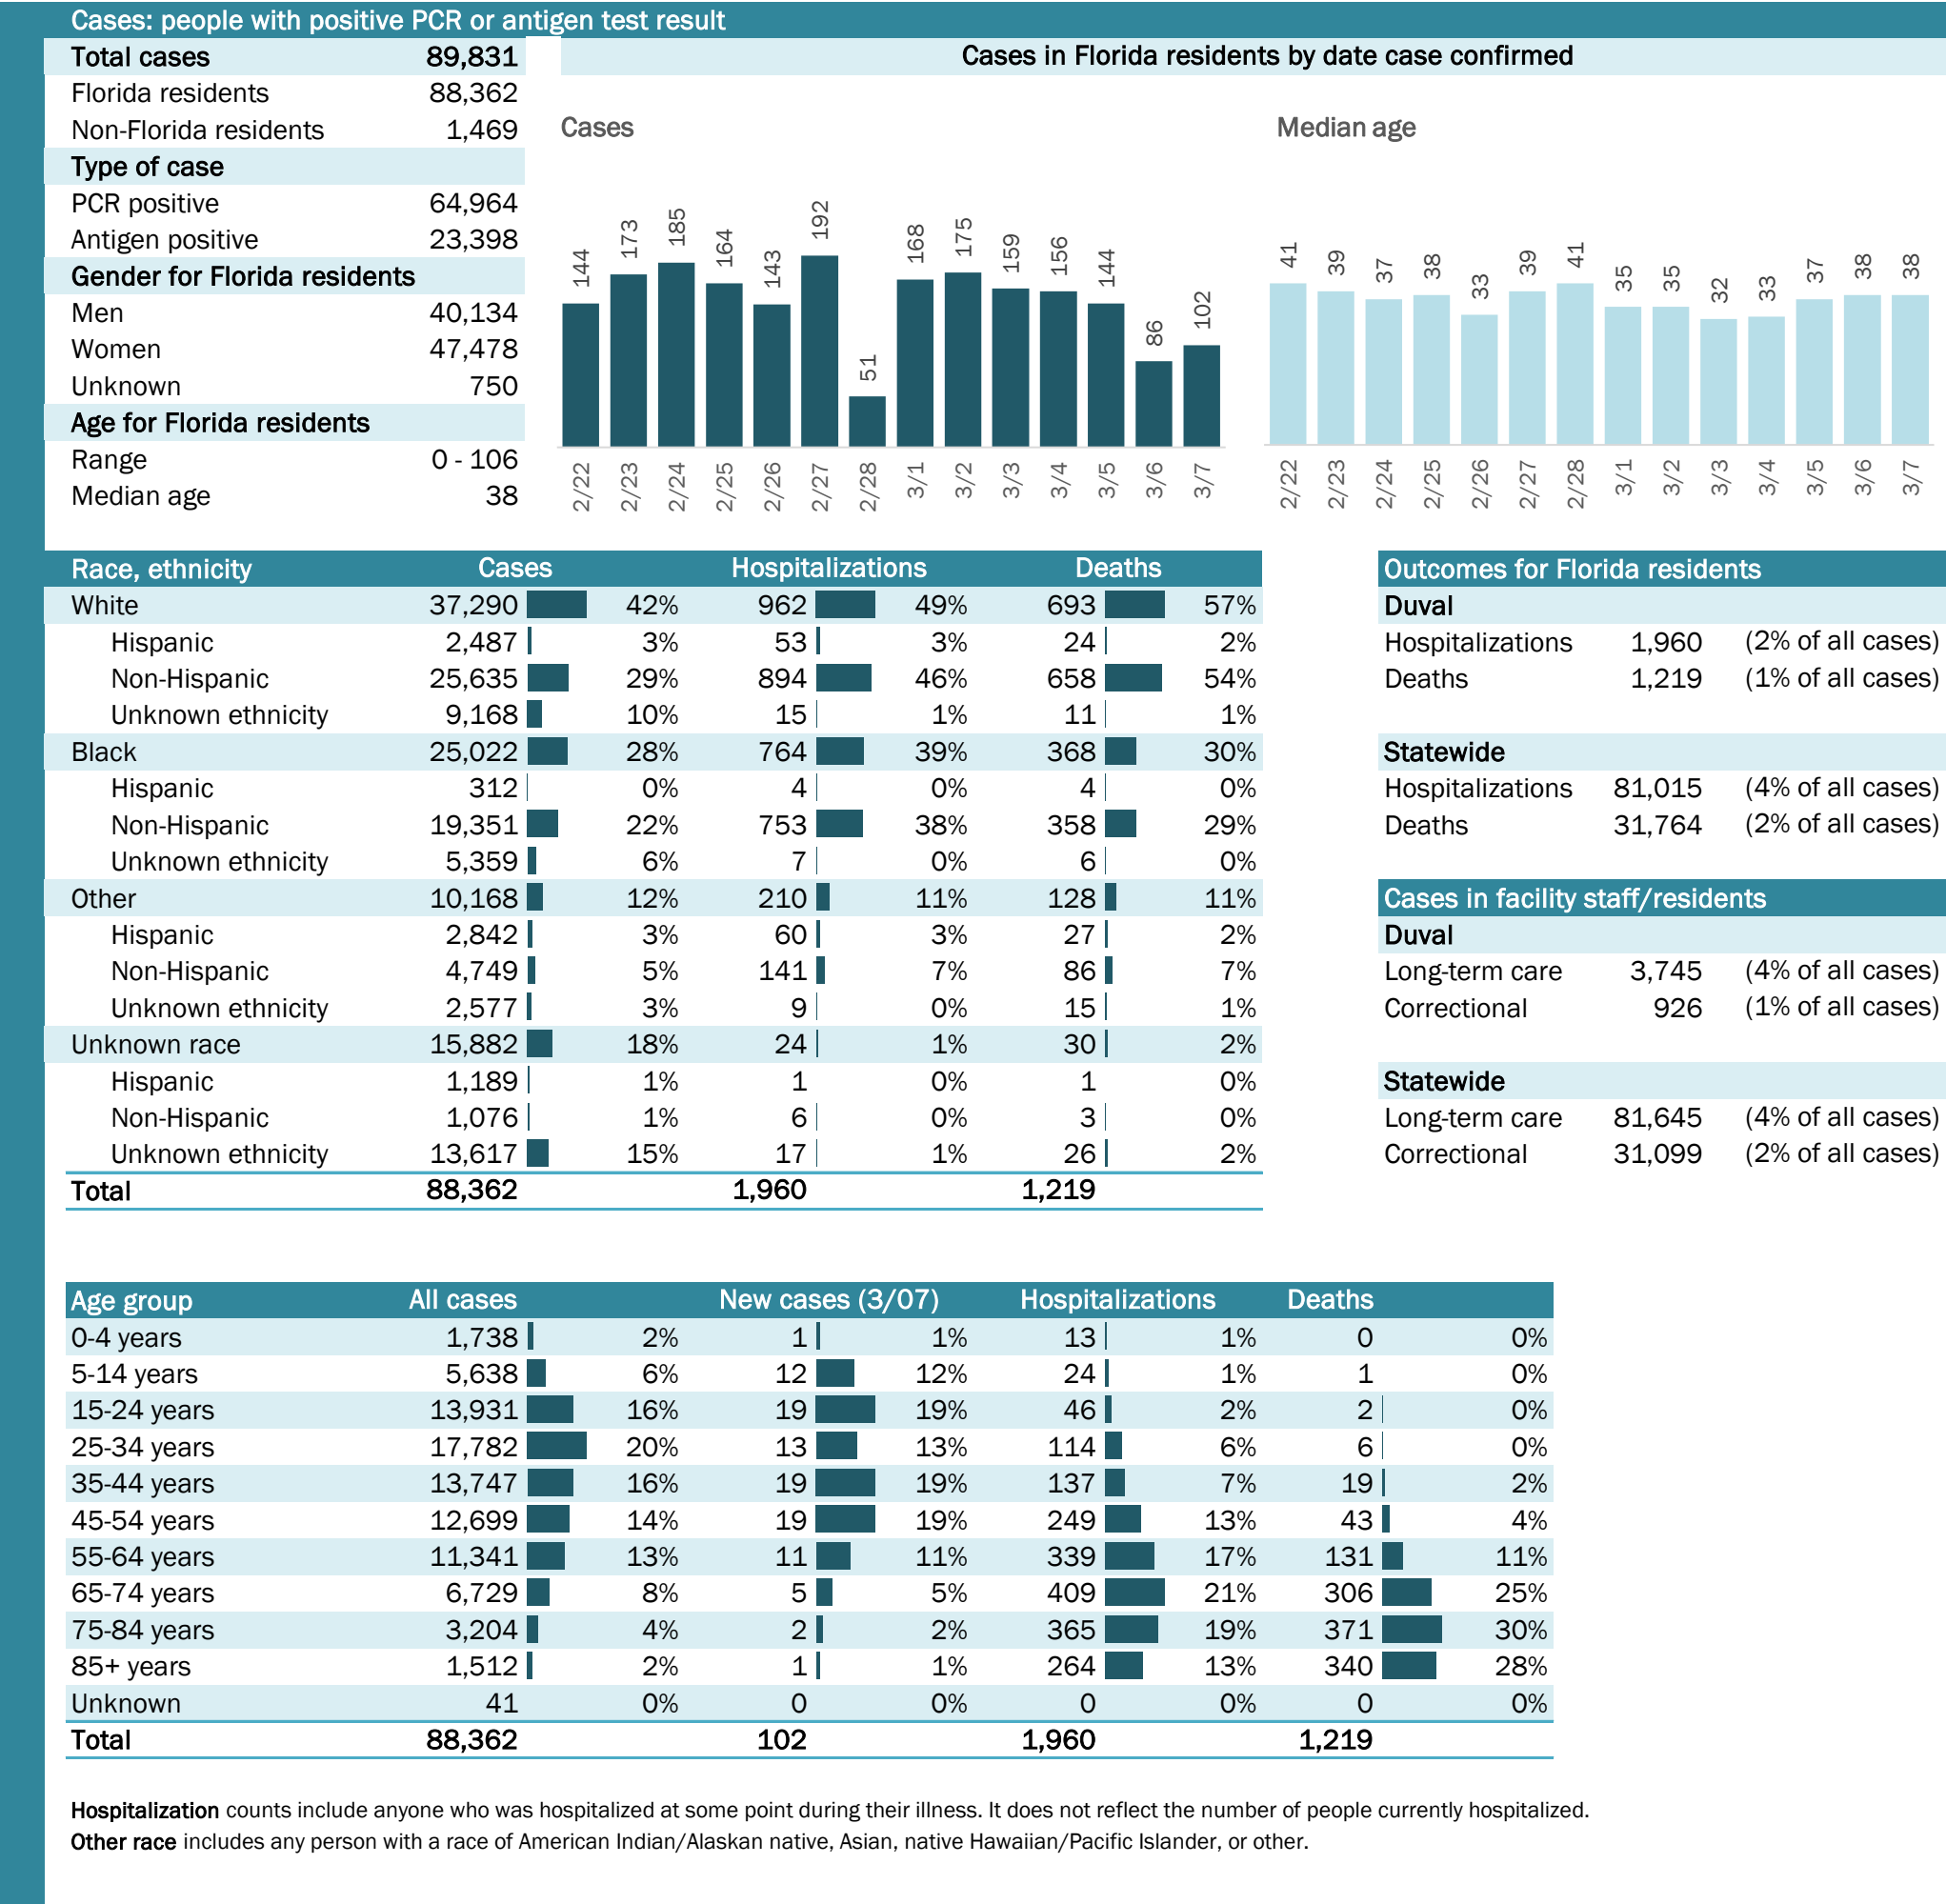 Cases: people with positive PCR or antigen test result
Total cases 89,831
Florida residents 88,362
Non-Florida residents 1,469
Type of case
PCR positive 64,964
Antigen positive 23,398
Gender for Florida residents
Men 40,134
Women 47,478
Unknown 750
Age for Florida residents
Range 0 - 106
Median age 38
Cases in Florida residents by date case confirmed
Cases
144 173 185 164 143 192 51 168 175 159 156 144 86 102
2/22 2/23 2/24 2/25 2/26 2/27 2/28 3/1 3/2 3/3 3/4 3/5 3/6 3/7
Median age
41 39 37 38 33 39 41 35 35 32 33 37 38 38
2/22 2/23 2/24 2/25 2/26 2/27 2/28 3/1 3/2 3/3 3/4 3/5 3/6 3/7
Race, ethnicity Cases Hospitalizations Deaths
White 37,290 42% 962 49% 693 57%
Hispanic 2,487 3% 53 3% 24 2%
Non-Hispanic 25,635 29% 894 46% 658 54%
Unknown ethnicity 9,168 10% 15 1% 11 1%
Black 25,022 28% 764 39% 368 30%
Hispanic 312 0% 4 0% 4 0%
Non-Hispanic 19,351 22% 753 38% 358 29%
Unknown ethnicity 5,359 6% 7 0% 6 0%
Other 10,168 12% 210 11% 128 11%
Hispanic 2,842 3% 60 3% 27 2%
Non-Hispanic 4,749 5% 141 7% 86 7%
Unknown ethnicity 2,577 3% 9 0% 15 1%
Unknown race 15,882 18% 24 1% 30 2%
Hispanic 1,189 1% 1 0% 1 0%
Non-Hispanic 1,076 1% 6 0% 3 0%
Unknown ethnicity 13,617 15% 17 1% 26 2%
Total 88,362 1,960 1,219
Outcomes for Florida residents
Duval
Hospitalizations 1,960 (2% of all cases)
Deaths 1,219 (1% of all cases)
Statewide
Hospitalizations 81,015 (4% of all cases)
Deaths 31,764 (2% of all cases)
Cases in facility staff/residents
Duval
Long-term care 3,745 (4% of all cases)
Correctional 926 (1% of all cases)
Statewide
Long-term care 81,645 (4% of all cases)
Correctional 31,099 (2% of all cases)
Age group All cases New cases (3/07) Hospitalizations Deaths
0-4 years 1,738 2% 1 1% 13 1% 0 0%
5-14 years 5,638 6% 12 12% 24 1% 1 0%
15-24 years 13,931 16% 19 19% 46 2% 2 0%
25-34 years 17,782 20% 13 13% 114 6% 6 0%
35-44 years 13,747 16% 19 19% 137 7% 19 2%
45-54 years 12,699 14% 19 19% 249 13% 43 4%
55-64 years 11,341 13% 11 11% 339 17% 131 11%
65-74 years 6,729 8% 5 5% 409 21% 306 25%
75-84 years 3,204 4% 2 2% 365 19% 371 30%
85+ years 1,512 2% 1 1% 264 13% 340 28%
Unknown 41 0% 0 0% 0 0% 0 0%
Total 88,362 102 1,960 1,219
Hospitalization counts include anyone who was hospitalized at some point during their illness. It does not reflect the number of people currently hospitalized.
Other race includes any person with a race of American Indian/Alaskan native, Asian, native Hawaiian/Pacific Islander, or other.